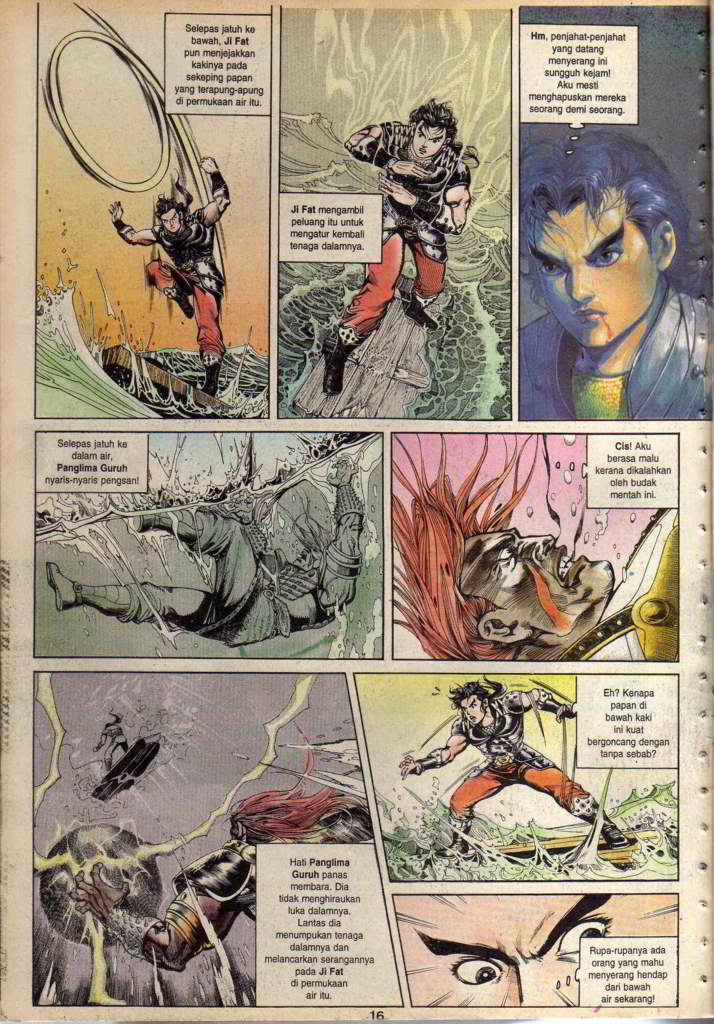 Selepas jatuh ke
bawah, Ji Fat
pun menjejakkan
kakinya pada
sekeping papan
yang terapung-apung
di permukaan air itu.
Ji Fat mengambil
peluang itu untuk
mengatur kembali
tenaga dalamnya.
Hm, penjahat-penjahat
yang datang
menyerang ini
sungguh kejam!
Aku mesti
menghapuskan mereka
seorang demi seorang.
Selepas jatuh ke
dalam air,
Panglima Guruh
nyaris-nyaris pengsan!
Cis! Aku
berasa malu
kerana dikalahkan
oleh budak
mentah ini.
Hati Panglima
Guruh panas
membara. Dia
tidak menghiraukan
luka dalamnya.
Lantas dia
menumpukan tenaga
dalamnya dan
melancarkan serangannya
pada Ji Fat
di permukaan
air itu.
Eh? Kenapa
papan di
bawah kaki
ini kuat
bergoncang dengan
tanpa sebab?
Rupa-rupanya ada
orang yang mahu
menyerang hendap
dari bawah
air sekarang!
16